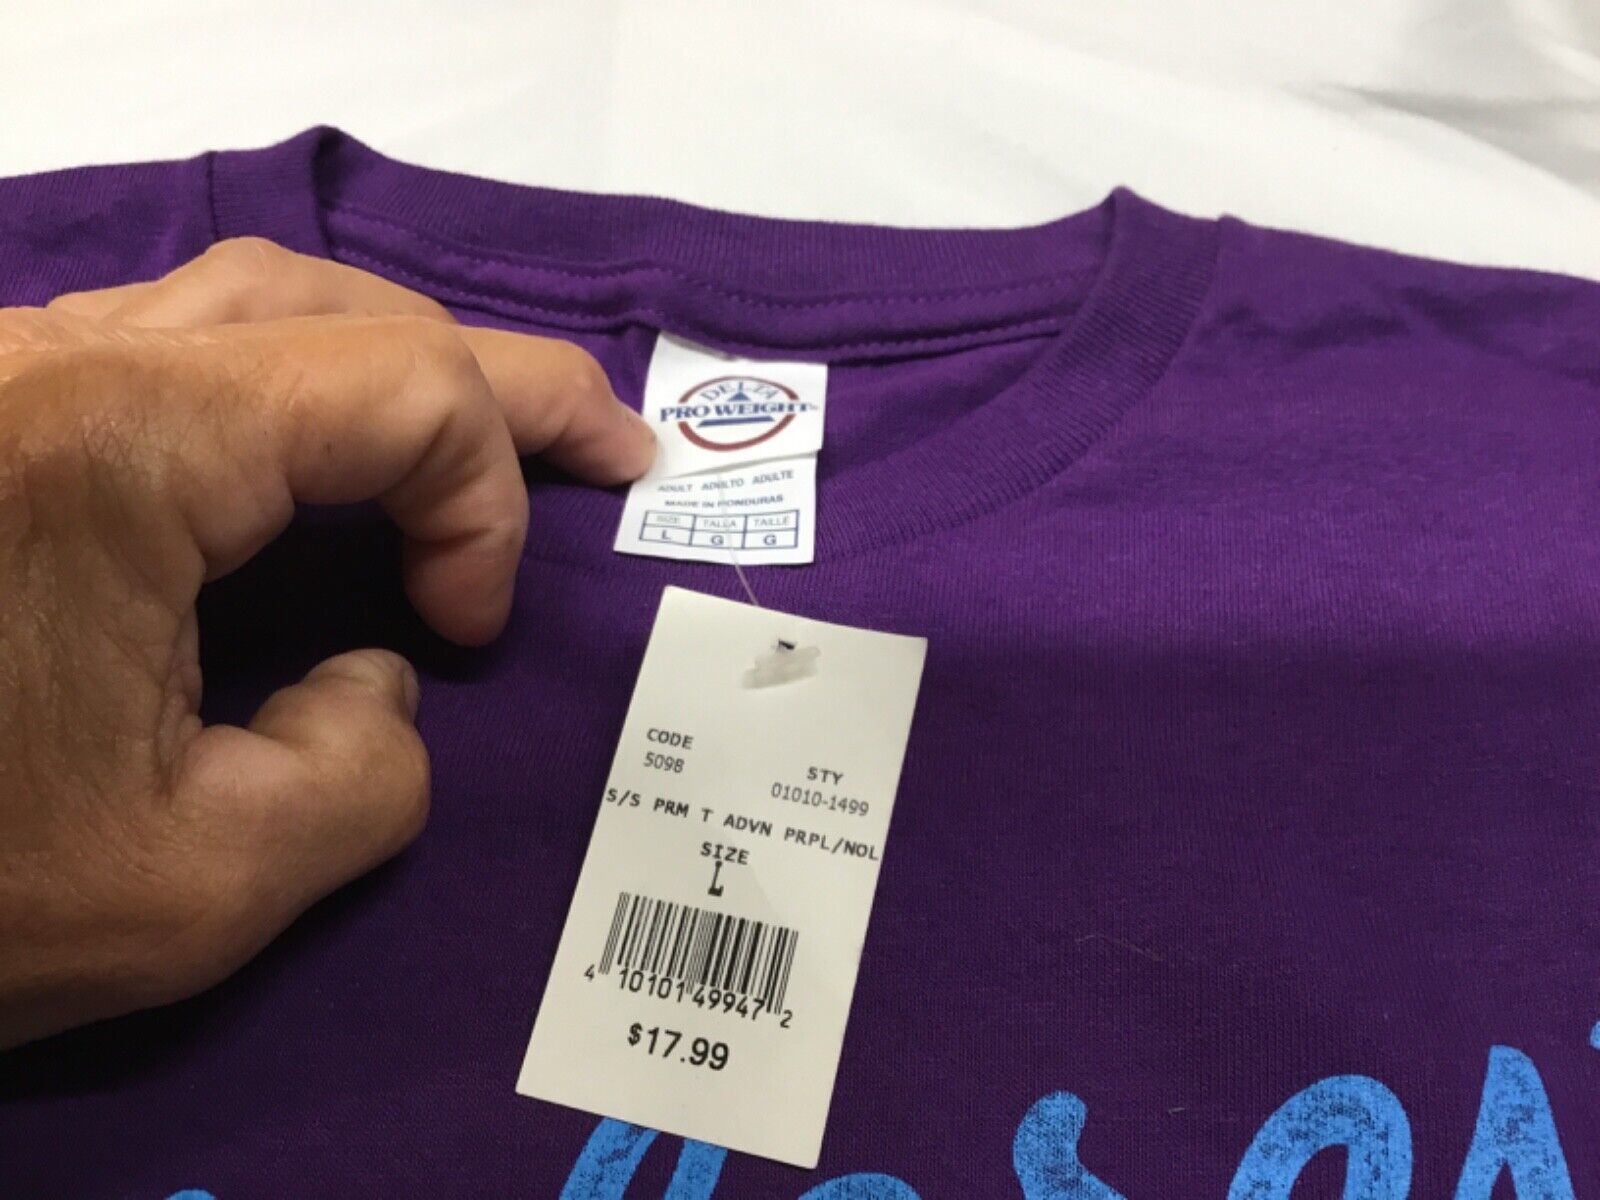 DELTA
PRO WEIGHT
ADULT ADULTO ADULTE
MADE IN HONDURAS
SIZE TALLA TAILLE
L G G
CODE
5098
STY
01010-1499
S/S PRM T ADVN PRPL/NOL
SIZE
L
4 10101 49947 2
$17.99